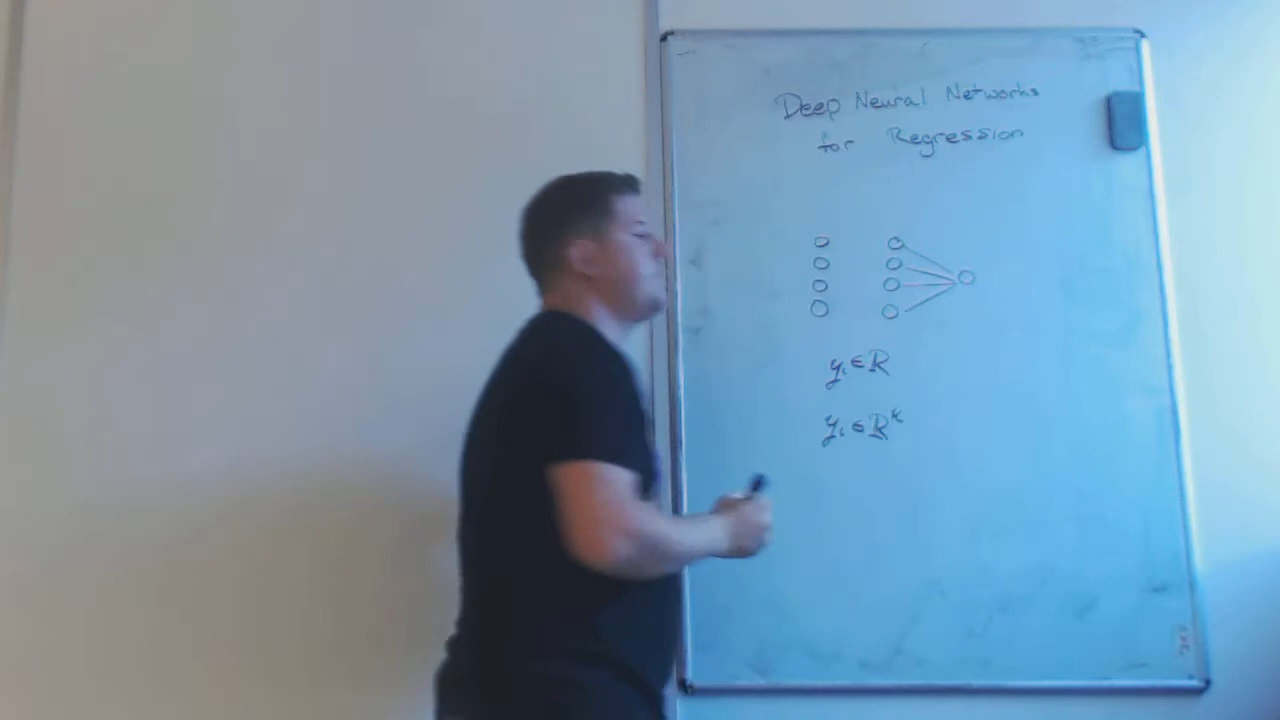 Deep Neural Networks
for Regression
yᵢ ∈ ℝ
yᵢ ∈ ℝᵏ